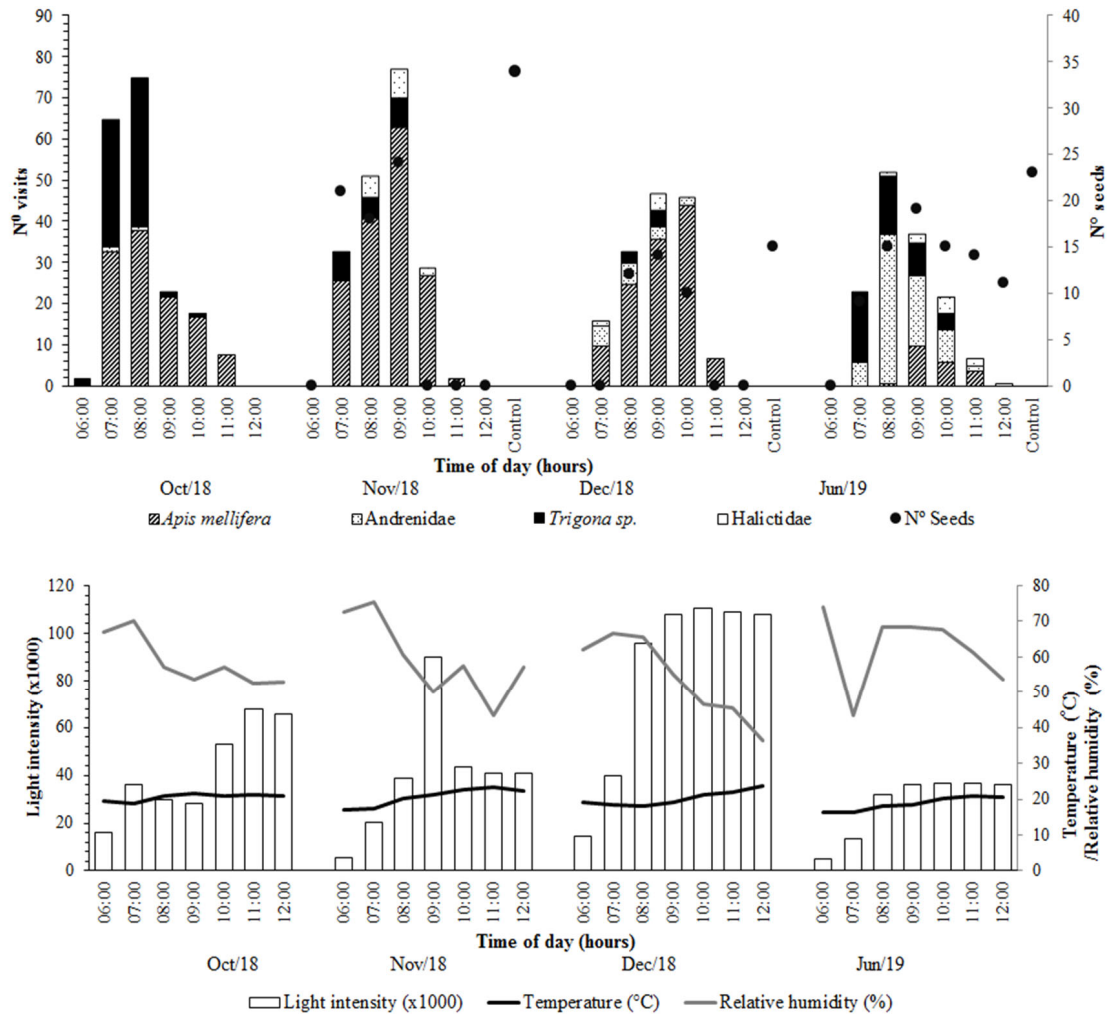 90
80
70
60
50
40
30
20
10
0
Nº visits
40
35
30
25
20
15
10
5
0
N° seeds
06:00 07:00 08:00 09:00 10:00 11:00 12:00 06:00 07:00 08:00 09:00 10:00 11:00 12:00 Control 06:00 07:00 08:00 09:00 10:00 11:00 12:00 Control 06:00 07:00 08:00 09:00 10:00 11:00 12:00 Control
Time of day (hours)
Oct/18 Nov/18 Dec/18 Jun/19
Apis mellifera Andrenidae Trigona sp. Halictidae Nº Seeds
120
100
80
60
40
20
0
Light intensity (x1000)
80
70
60
50
40
30
20
10
0
Temperature (°C)
/Relative humidity (%)
06:00 07:00 08:00 09:00 10:00 11:00 12:00 06:00 07:00 08:00 09:00 10:00 11:00 12:00 06:00 07:00 08:00 09:00 10:00 11:00 12:00 06:00 07:00 08:00 09:00 10:00 11:00 12:00
Time of day (hours)
Oct/18 Nov/18 Dec/18 Jun/19
Light intensity (x1000) Temperature (°C) Relative humidity (%)